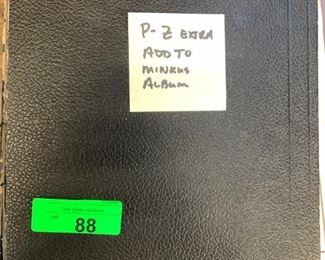 P-Z EXTRA
ADD TO
MINKUS
ALBUM
88